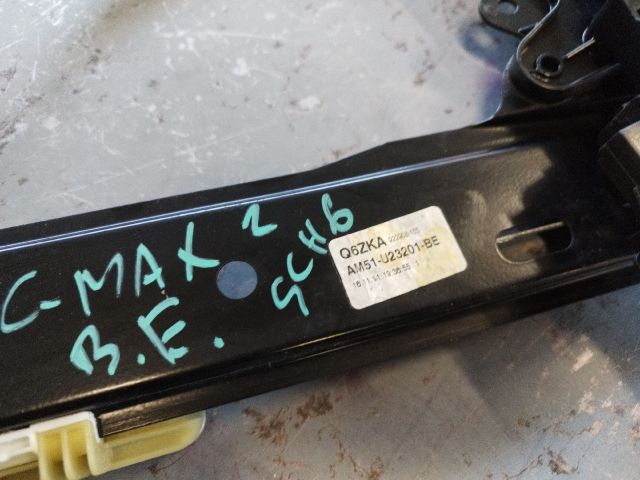 C-MAX 2
B.E. SCHB
Q6ZKA
AM51-U23201-BE